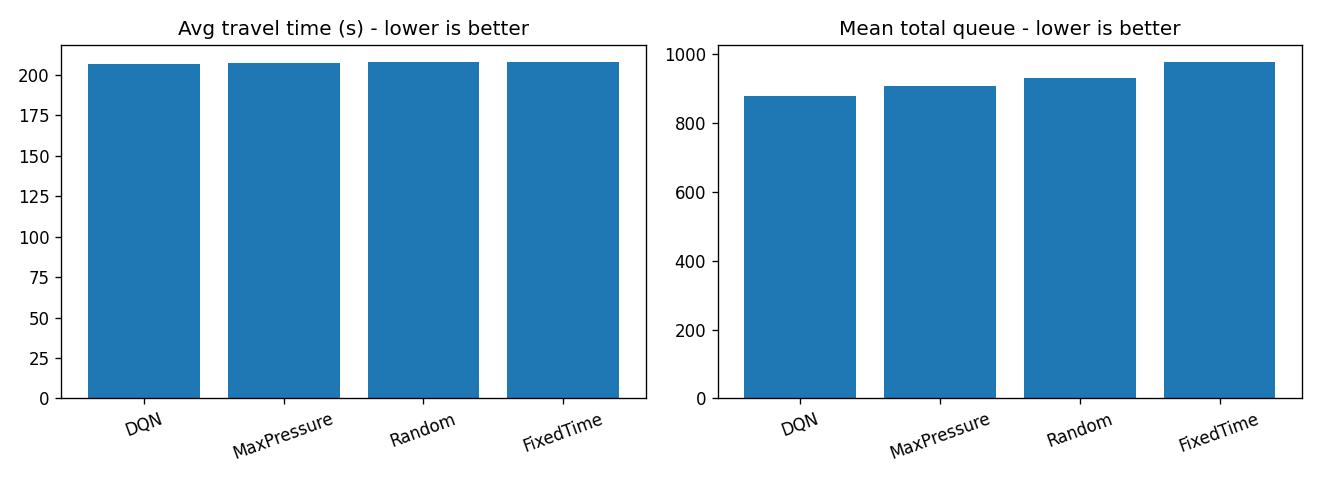 Avg travel time (s) - lower is better
200
175
150
125
100
75
50
25
0
DQN
MaxPressure
Random
FixedTime
Mean total queue - lower is better
1000
800
600
400
200
0
DQN
MaxPressure
Random
FixedTime